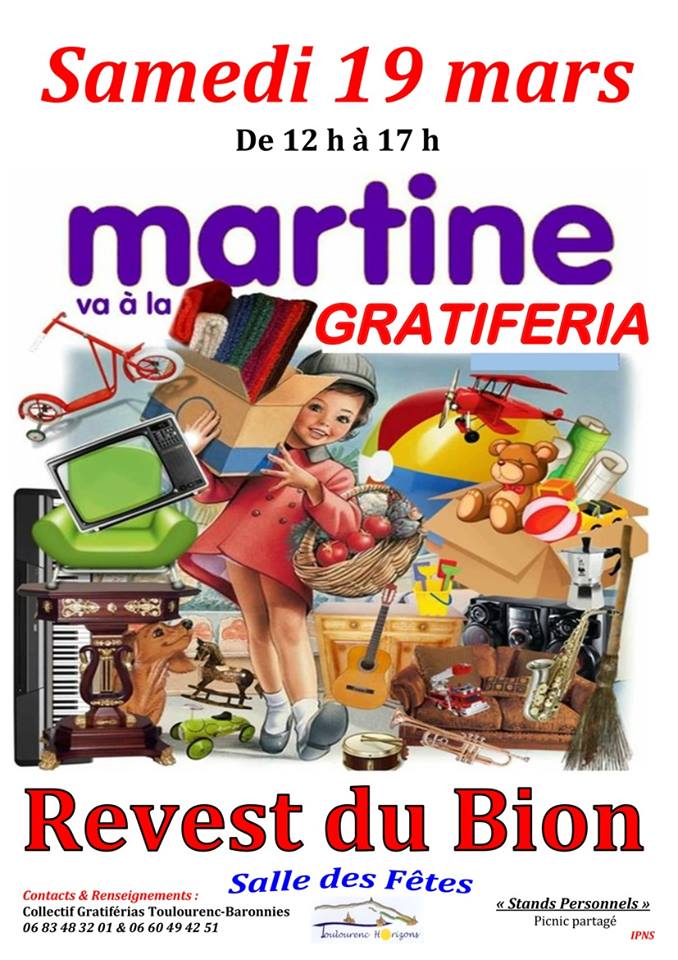 Samedi 19 mars
De 12 h à 17 h
martine
va à la
GRATIFERIA
Revest du Bion
Salle des Fêtes
Contacts & Renseignements :
Collectif Gratiférias Toulourenc-Baronnies
06 83 48 32 01 & 06 60 49 42 51
Toulourenc Horizons
« Stands Personnels »
Picnic partagé
IPNS